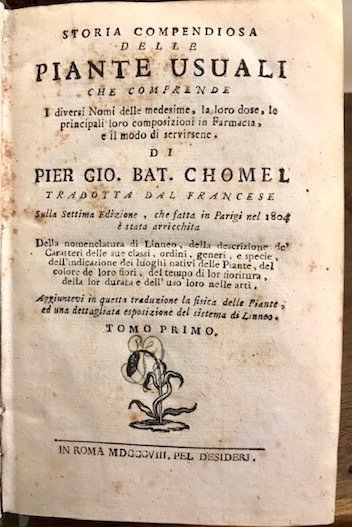 STORIA COMPENDIOSA
DELLE
PIANTE USUALI
CHE COMPRENDE
I diversi Nomi delle medesime, la loro dose, le
principali loro composizioni in Farmacia,
e il modo di servirsene.
DI
PIER GIO. BAT. CHOMEL
TRADOTTA DAL FRANCESE
Sulla Settima Edizione, che fatta in Parigi nel 1804
è stata arricchita
Della nomenclatura di Linneo, della descrizione de'
Caratteri delle sue classi, ordini, generi, e specie,
dell'indicazione dei luoghi nativi delle Piante, del
colore de loro fiori, del tempo di lor fioritura,
della lor durata e dell' uso loro nelle arti.
Aggiuntevi in questa traduzione la fisica delle Piante,
ed una dettagliata esposizione del sistema di Linneo.
TOMO PRIMO.
IN ROMA MDCCCVIII. PEL DESIDERJ.